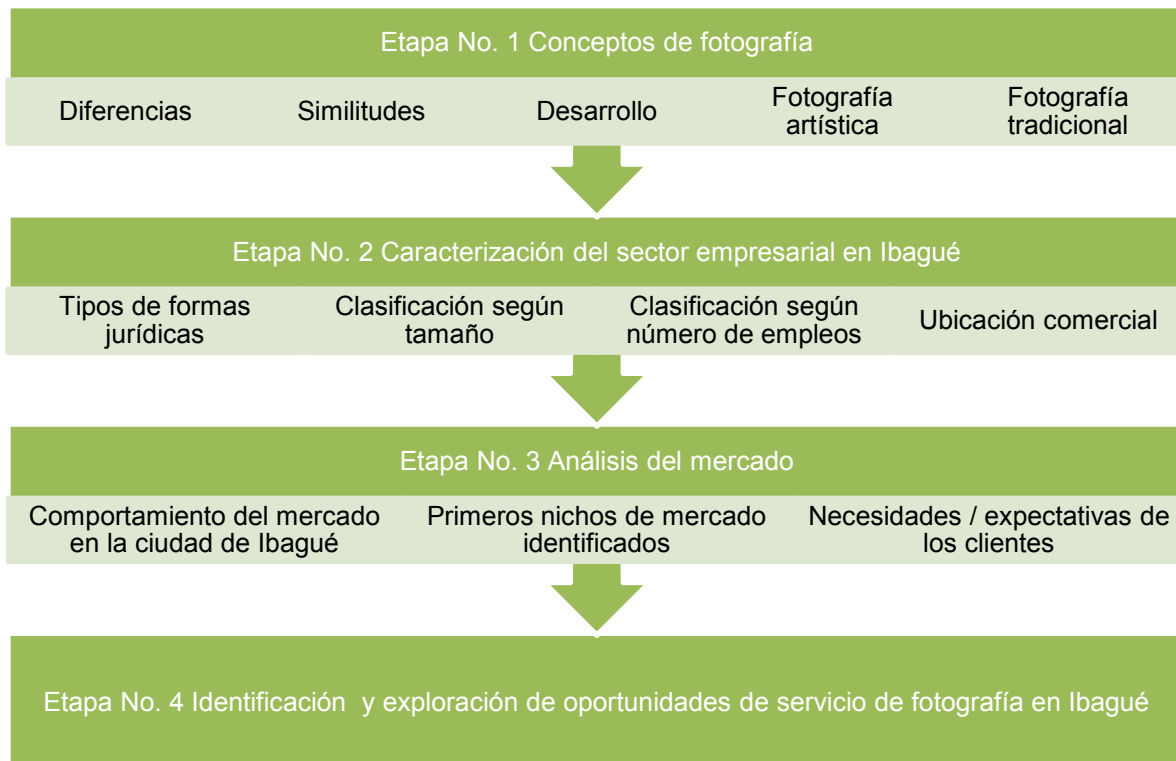 Etapa No. 1 Conceptos de fotografía
Diferencias
Similitudes
Desarrollo
Fotografía
artística
Fotografía
tradicional
Etapa No. 2 Caracterización del sector empresarial en Ibagué
Tipos de formas
jurídicas
Clasificación según
tamaño
Clasificación según
número de empleos
Ubicación comercial
Etapa No. 3 Análisis del mercado
Comportamiento del mercado
en la ciudad de Ibagué
Primeros nichos de mercado
identificados
Necesidades / expectativas de
los clientes
Etapa No. 4 Identificación  y exploración de oportunidades de servicio de fotografía en Ibagué